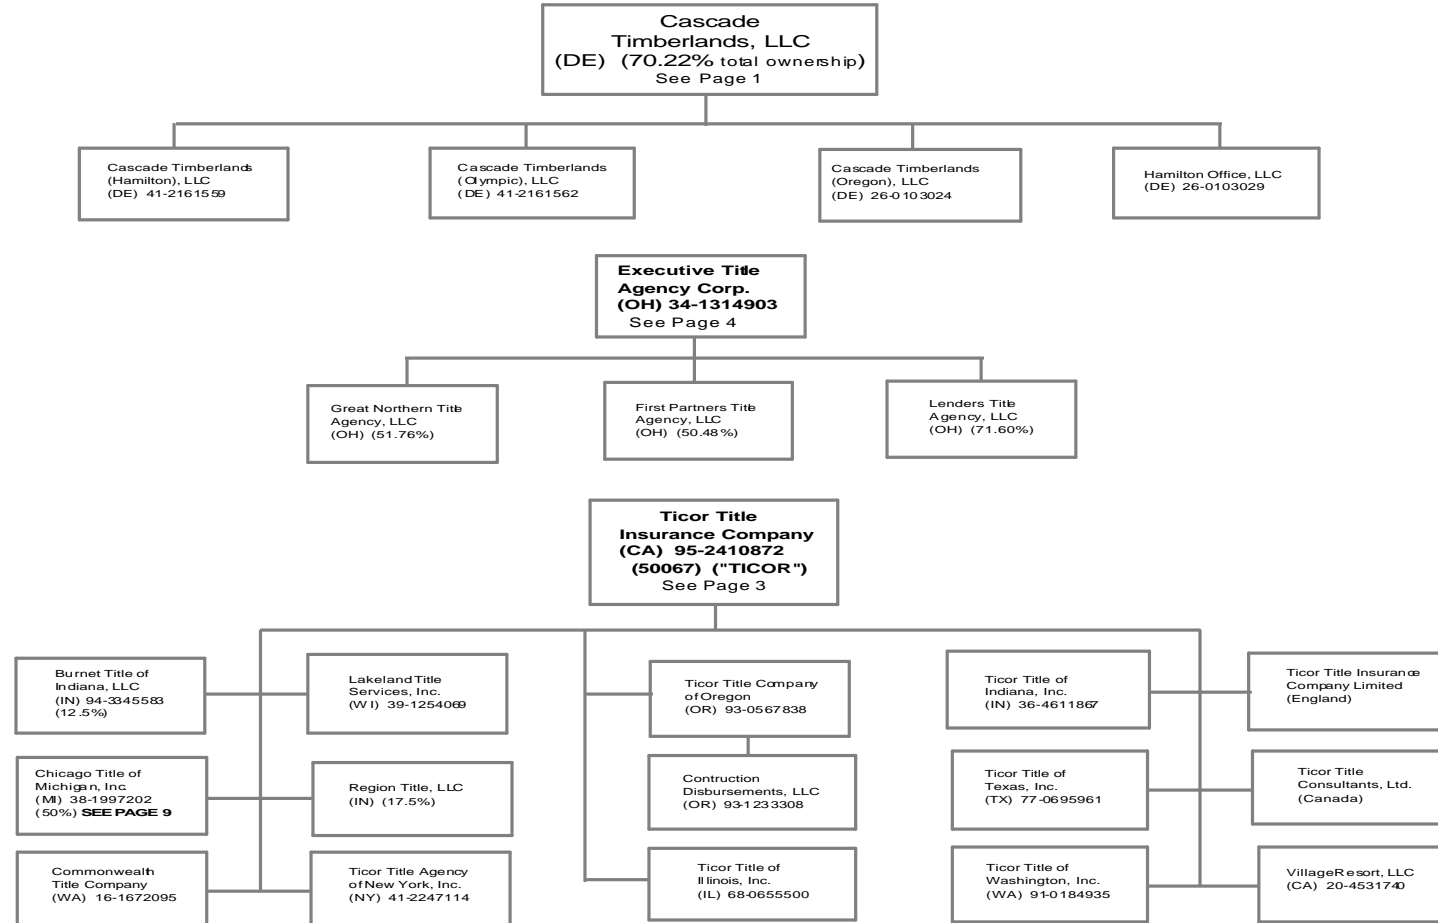 Cascade
Timberlands, LLC
(DE) (70.22% total ownership)
See Page 1
Cascade Timberlands
(Hamilton), LLC
(DE) 41-2161559
Cascade Timberlands
(Olympic), LLC
(DE) 41-2161562
Cascade Timberlands
(Oregon), LLC
(DE) 26-0103024
Hamilton Office, LLC
(DE) 26-0103029
Executive Title
Agency Corp.
(OH) 34-1314903
See Page 4
Great Northern Title
Agency, LLC
(OH) (51.76%)
First Partners Title
Agency, LLC
(OH) (50.48%)
Lenders Title
Agency, LLC
(OH) (71.60%)
Ticor Title
Insurance Company
(CA) 95-2410872
(50067) ("TICOR")
See Page 3
Burnet Title of
Indiana, LLC
(IN) 94-3345583
(12.5%)
Lakeland Title
Services, Inc.
(WI) 39-1254069
Ticor Title Company
of Oregon
(OR) 93-0567838
Ticor Title of
Indiana, Inc.
(IN) 36-4611867
Ticor Title Insurance
Company Limited
(England)
Chicago Title of
Michigan, Inc.
(MI) 38-1997202
(50%) SEE PAGE 9
Region Title, LLC
(IN) (17.5%)
Contruction
Disbursements, LLC
(OR) 93-1233308
Ticor Title of
Texas, Inc.
(TX) 77-0695961
Ticor Title
Consultants, Ltd.
(Canada)
Commonwealth
Title Company
(WA) 16-1672095
Ticor Title Agency
of New York, Inc.
(NY) 41-2247114
Ticor Title of
Illinois, Inc.
(IL) 68-0655500
Ticor Title of
Washington, Inc.
(WA) 91-0184935
Village Resort, LLC
(CA) 20-4531740